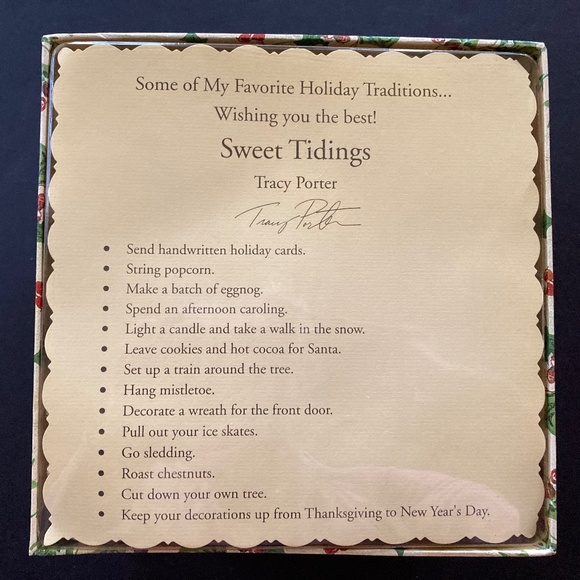 Some of My Favorite Holiday Traditions...
Wishing you the best!
Sweet Tidings
Tracy Porter
Tracy Porter
• Send handwritten holiday cards.
• String popcorn.
• Make a batch of eggnog.
• Spend an afternoon caroling.
• Light a candle and take a walk in the snow.
• Leave cookies and hot cocoa for Santa.
• Set up a train around the tree.
• Hang mistletoe.
• Decorate a wreath for the front door.
• Pull out your ice skates.
• Go sledding.
• Roast chestnuts.
• Cut down your own tree.
• Keep your decorations up from Thanksgiving to New Year's Day.